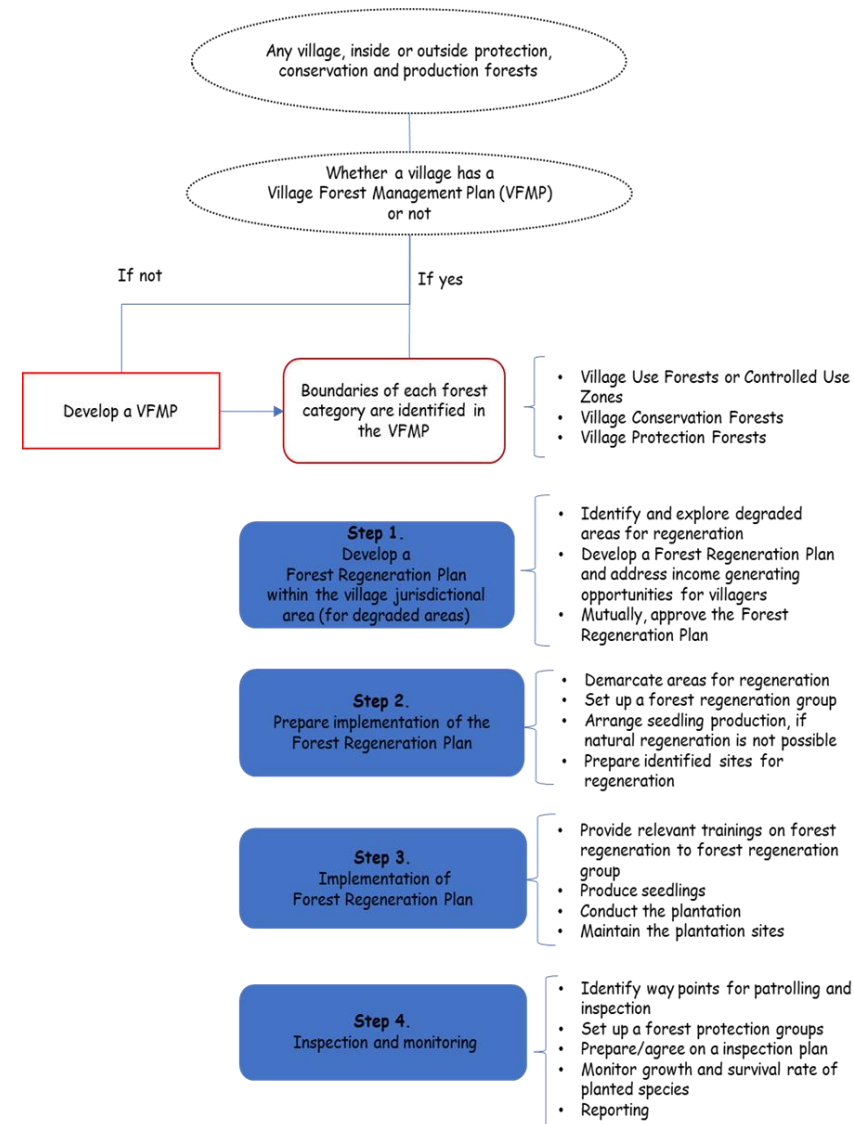 Any village, inside or outside protection,
conservation and production forests
Whether a village has a
Village Forest Management Plan (VFMP)
or not
If not
If yes
Develop a VFMP
Boundaries of each forest
category are identified in
the VFMP
• Village Use Forests or Controlled Use
Zones
• Village Conservation Forests
• Village Protection Forests
Step 1.
Develop a
Forest Regeneration Plan
within the village jurisdictional
area (for degraded areas)
• Identify and explore degraded
areas for regeneration
• Develop a Forest Regeneration Plan
and address income generating
opportunities for villagers
• Mutually, approve the Forest
Regeneration Plan
Step 2.
Prepare implementation of the
Forest Regeneration Plan
• Demarcate areas for regeneration
• Set up a forest regeneration group
• Arrange seedling production, if
natural regeneration is not possible
• Prepare identified sites for
regeneration
Step 3.
Implementation of
Forest Regeneration Plan
• Provide relevant trainings on forest
regeneration to forest regeneration
group
• Produce seedlings
• Conduct the plantation
• Maintain the plantation sites
Step 4.
Inspection and monitoring
• Identify way points for patrolling and
inspection
• Set up a forest protection groups
• Prepare/agree on a inspection plan
• Monitor growth and survival rate of
planted species
• Reporting